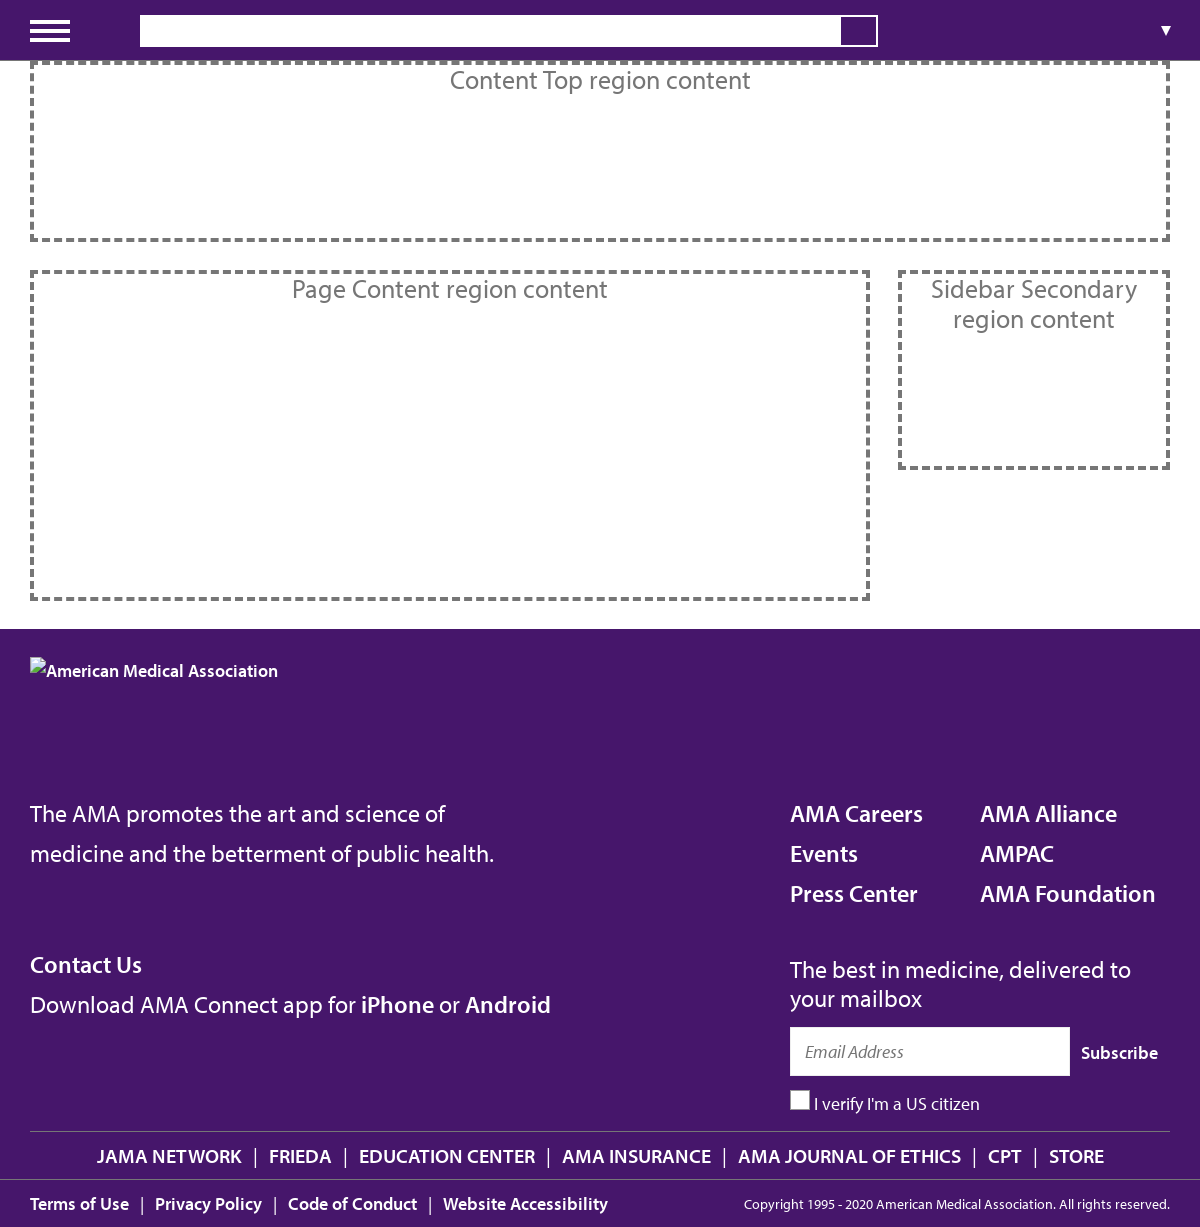 ▼
Content Top region content
Page Content region content
Sidebar Secondary
region content
American Medical Association
The AMA promotes the art and science of
medicine and the betterment of public health.
AMA Careers
Events
Press Center
AMA Alliance
AMPAC
AMA Foundation
Contact Us
Download AMA Connect app for iPhone or Android
The best in medicine, delivered to
your mailbox
Email Address
Subscribe
I verify I'm a US citizen
JAMA NETWORK | FRIEDA | EDUCATION CENTER | AMA INSURANCE | AMA JOURNAL OF ETHICS | CPT | STORE
Terms of Use | Privacy Policy | Code of Conduct | Website Accessibility
Copyright 1995 - 2020 American Medical Association. All rights reserved.